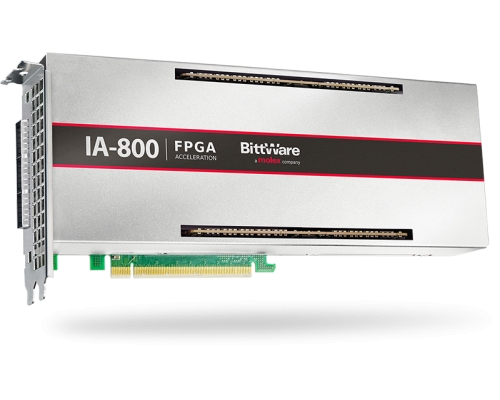 IA-800
FPGA
ACCELERATION
BittWare
a molex company